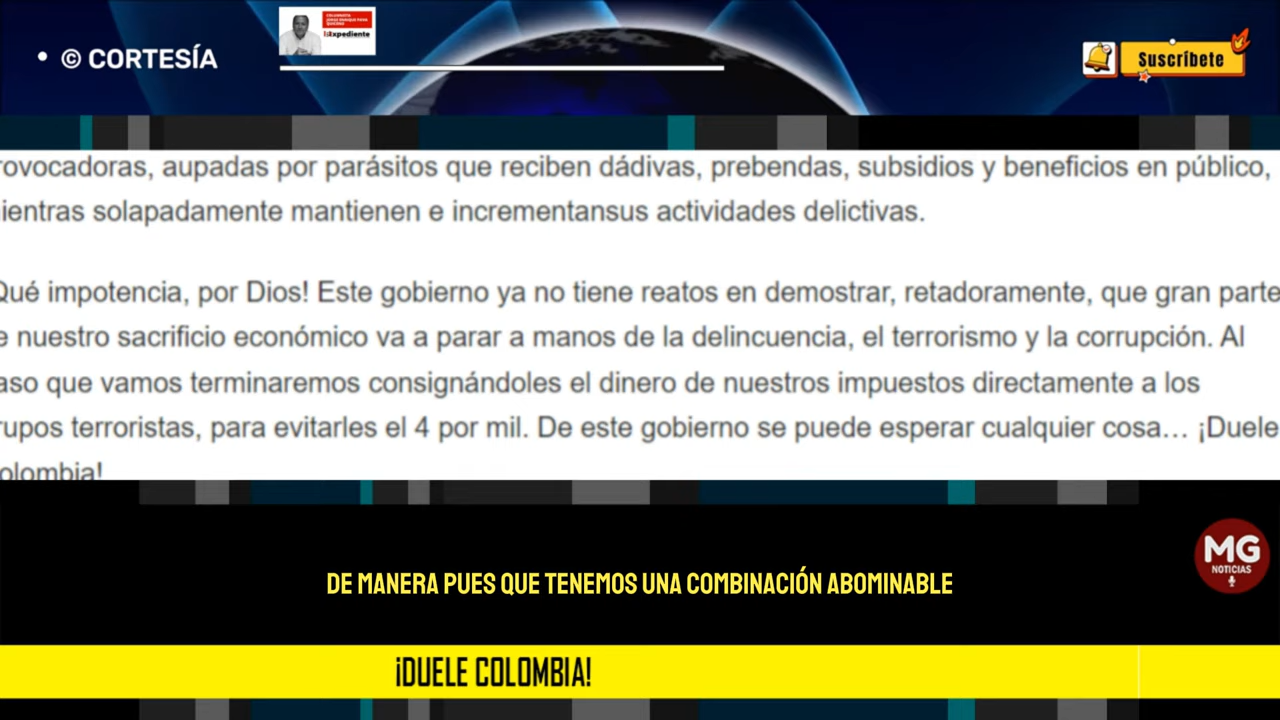 • © CORTESÍA
Expediente
Suscríbete
rovocadoras, aupadas por parásitos que reciben dádivas, prebendas, subsidios y beneficios en público,
ientras solapadamente mantienen e incrementansus actividades delictivas.
Qué impotencia, por Dios! Este gobierno ya no tiene reatos en demostrar, retadoramente, que gran parte
e nuestro sacrificio económico va a parar a manos de la delincuencia, el terrorismo y la corrupción. Al
aso que vamos terminaremos consignándoles el dinero de nuestros impuestos directamente a los
rupos terroristas, para evitarles el 4 por mil. De este gobierno se puede esperar cualquier cosa… ¡Duele
olombia!
MG
NOTICIAS
DE MANERA PUES QUE TENEMOS UNA COMBINACIÓN ABOMINABLE
¡DUELE COLOMBIA!